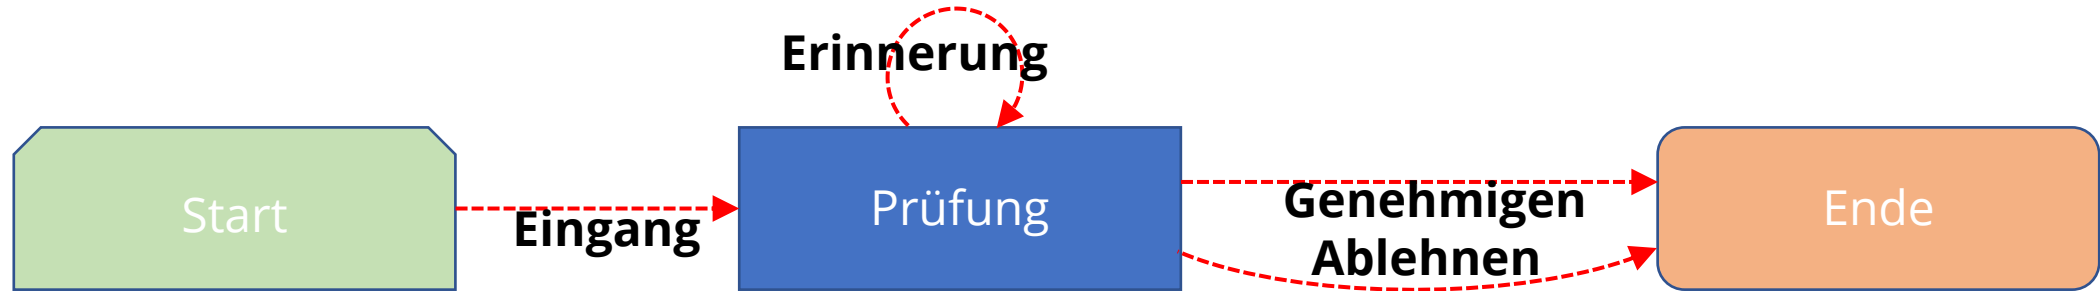 Erinnerung
Start
Eingang
Prüfung
Genehmigen
Ablehnen
Ende